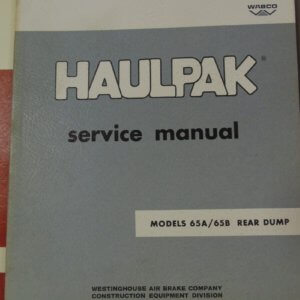 WABCO
HAULPAK®
service manual
MODELS 65A/65B REAR DUMP
WESTINGHOUSE AIR BRAKE COMPANY
CONSTRUCTION EQUIPMENT DIVISION